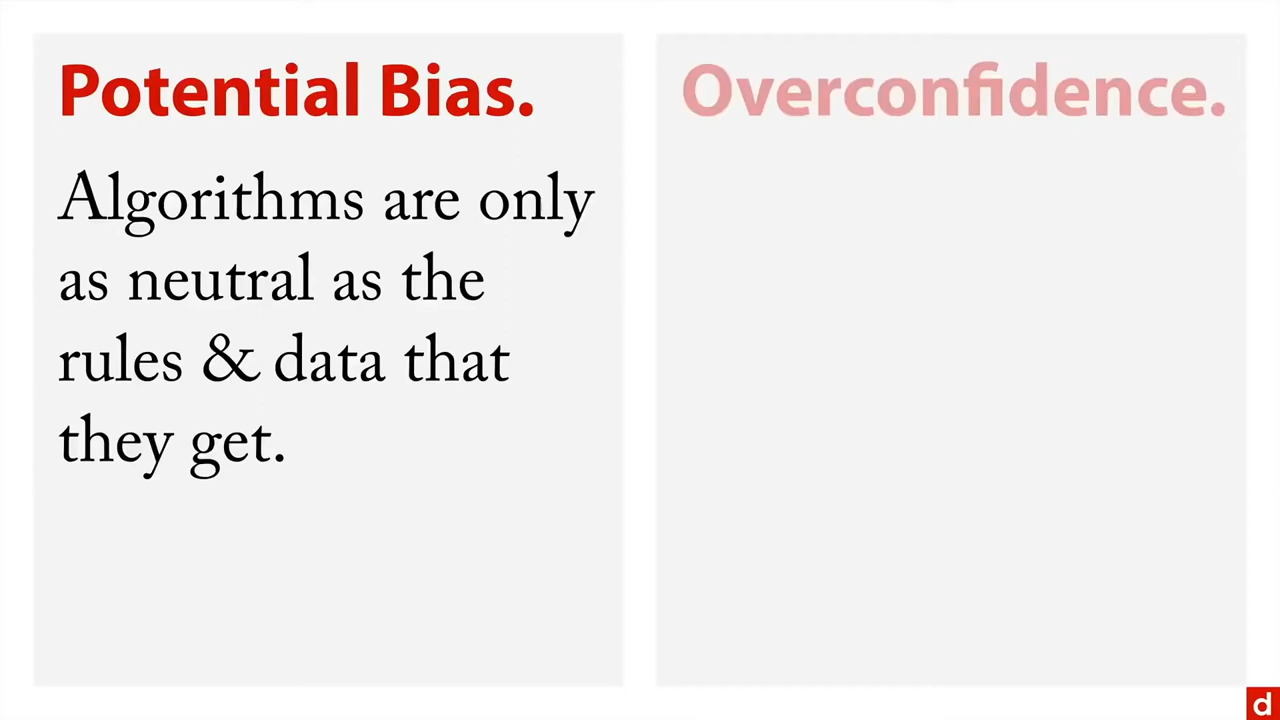 Potential Bias.
Algorithms are only
as neutral as the
rules & data that
they get.
Overconfidence.
d